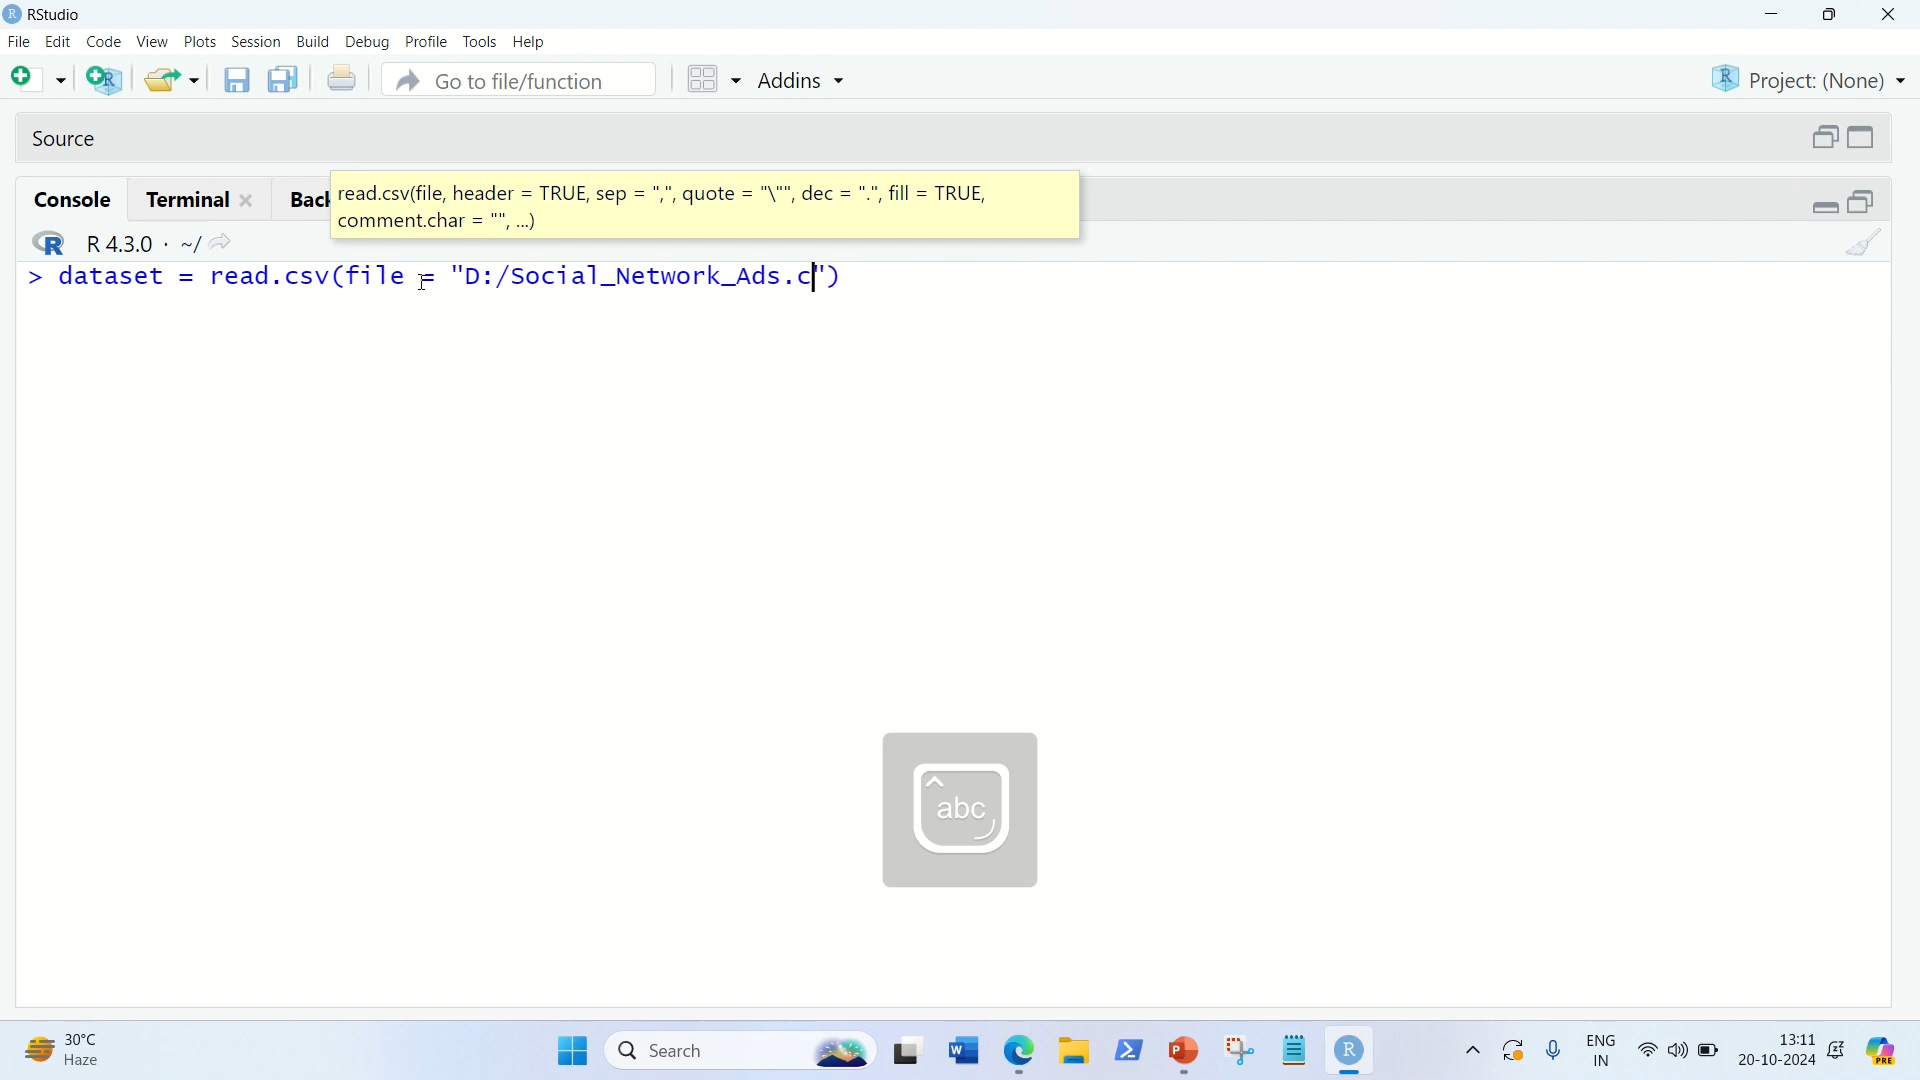 RStudio
File Edit Code View Plots Session Build Debug Profile Tools Help
Go to file/function Addins Project: (None)
Source
Console Terminal Back
read.csv(file, header = TRUE, sep = ",", quote = "\"", dec = ".", fill = TRUE,
comment.char = "", ...)
R 4.3.0 · ~/
> dataset = read.csv(file = "D:/Social_Network_Ads.c")
abc
30°C
Haze
Search
ENG
IN
13:11
20-10-2024
PRE